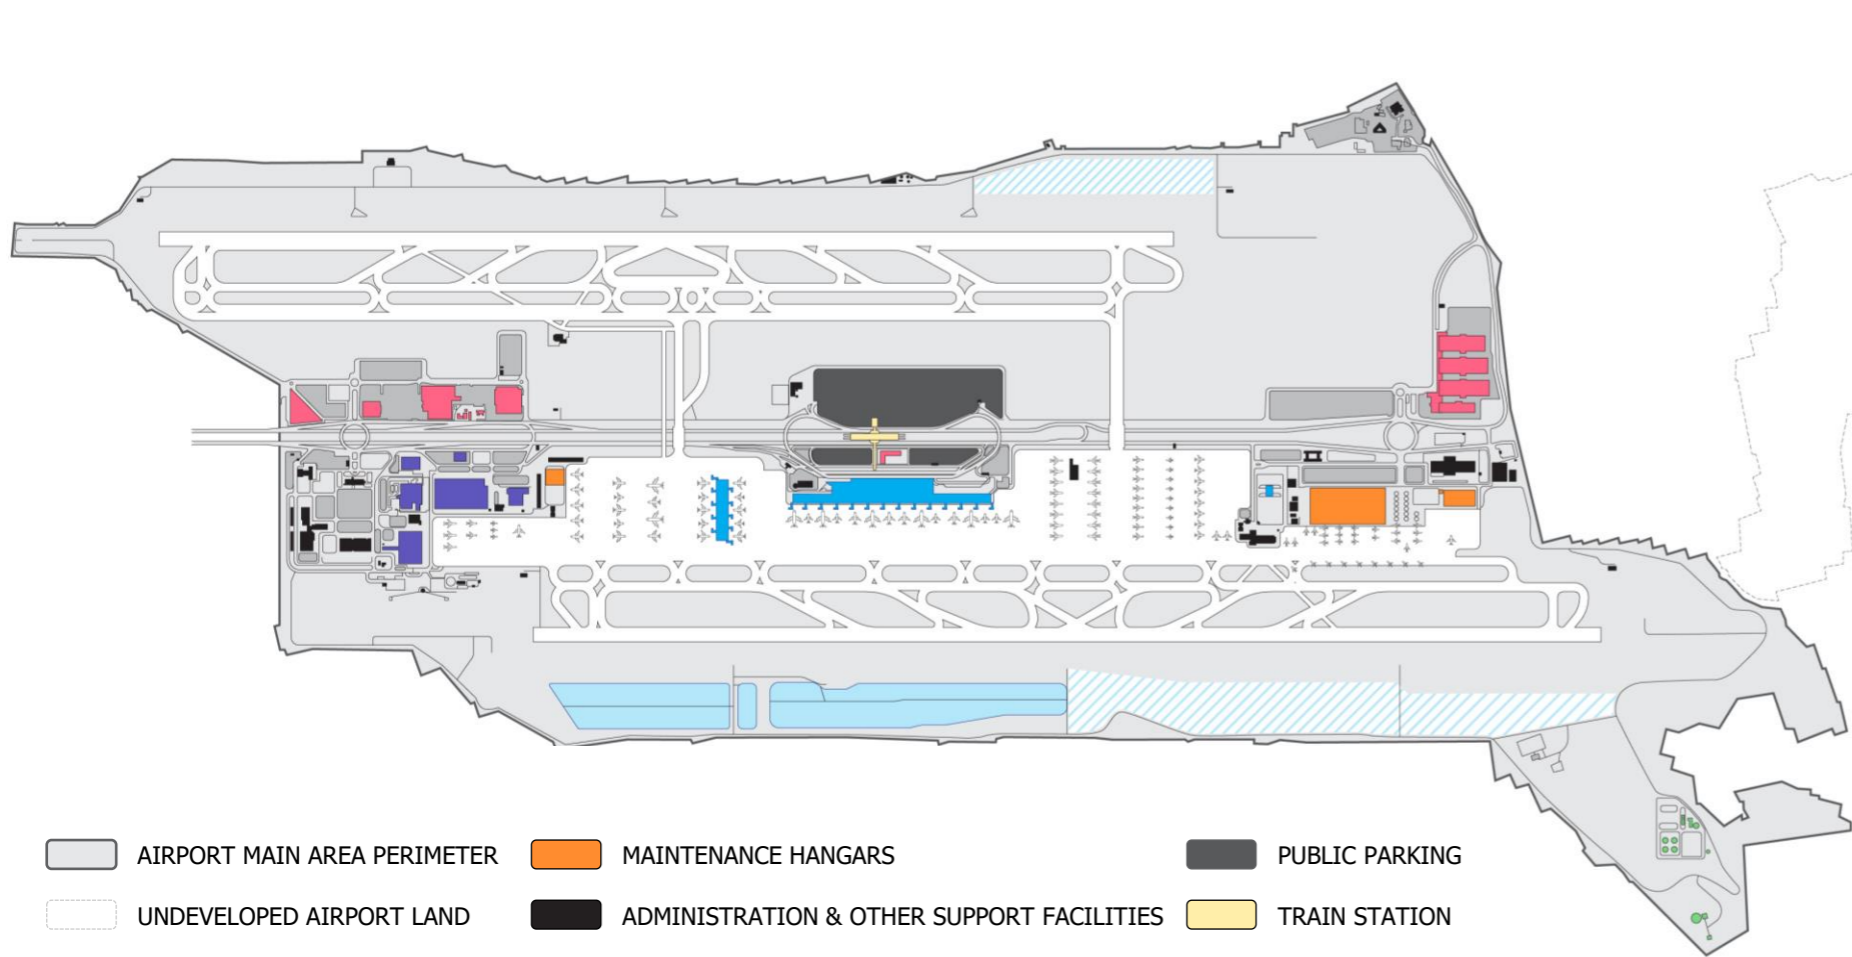 AIRPORT MAIN AREA PERIMETER
MAINTENANCE HANGARS
PUBLIC PARKING
UNDEVELOPED AIRPORT LAND
ADMINISTRATION & OTHER SUPPORT FACILITIES
TRAIN STATION